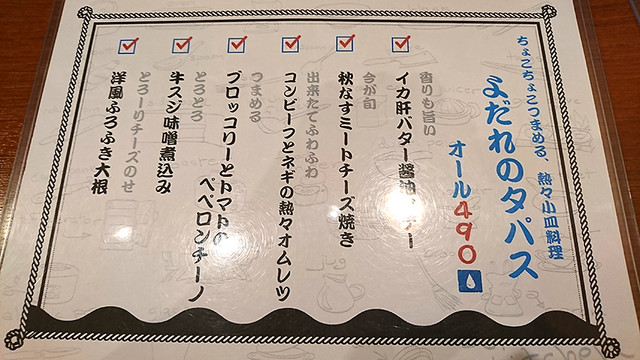 ちょこちょこつまめる、熱々小皿料理
よだれのタパス
オール490
香りも旨い
イカ肝バター醤油
今が旬
秋なすミートチーズ焼き
出来たてふわふわ
コンビーフとネギの熱々オムレツ
つまめる
ブロッコリーとトマトの
ペペロンチーノ
とろとろ
牛スジ味噌煮込み
とろーりチーズのせ
洋風ふろふき大根